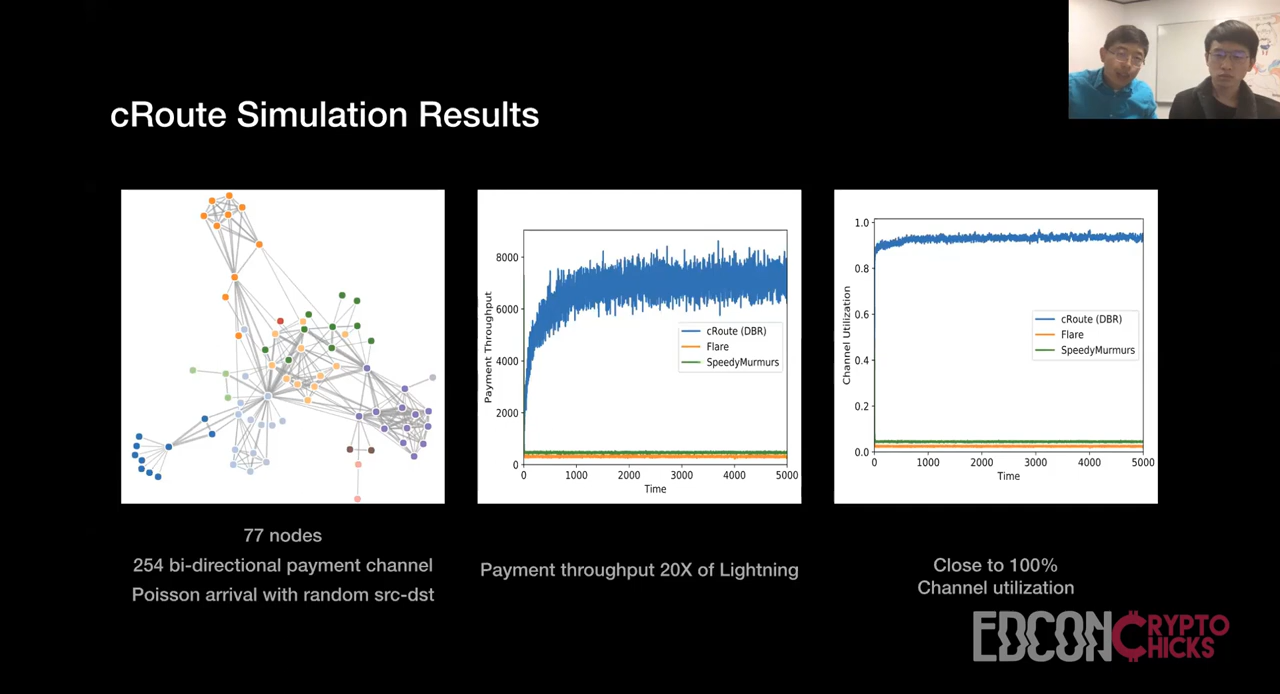 cRoute Simulation Results
8000
6000
4000
2000
0
Payment Throughput
0 1000 2000 3000 4000 5000
Time
cRoute (DBR)
Flare
SpeedyMurmurs
1.0
0.8
0.6
0.4
0.2
0.0
Channel Utilization
0 1000 2000 3000 4000 5000
Time
cRoute (DBR)
Flare
SpeedyMurmurs
77 nodes
254 bi-directional payment channel
Poisson arrival with random src-dst
Payment throughput 20X of Lightning
Close to 100%
Channel utilization
EDCON CRYPTO
CHICKS